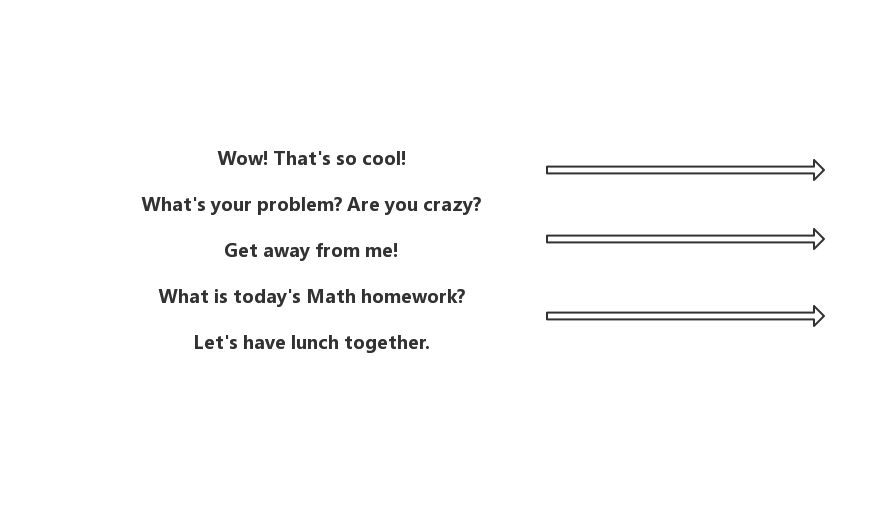 Wow! That's so cool!
What's your problem? Are you crazy?
Get away from me!
What is today's Math homework?
Let's have lunch together.